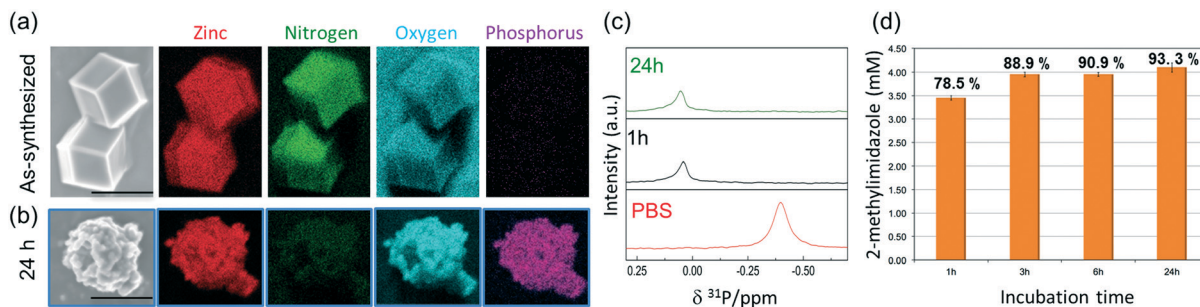 (a)
Zinc
Nitrogen
Oxygen
Phosphorus
As-synthesized
(b)
24 h
(c)
24h
1h
PBS
Intensity (a.u.)
0.30
0.00
-0.20
-0.50
δ ³¹P/ppm
(d)
2-methylimidazole (mM)
4.50
4.00
3.50
3.00
2.50
2.00
1.50
1.00
0.50
0.00
78.5 %
88.9 %
90.9 %
93. 3 %
1h
3h
6h
24h
Incubation time